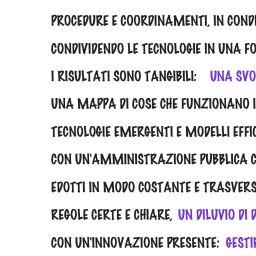 PROCEDURE E COORDINAMENTI, IN COND
CONDIVIDENDO LE TECNOLOGIE IN UNA FO
I RISULTATI SONO TANGIBILI: UNA SVO
UNA MAPPA DI COSE CHE FUNZIONANO I
TECNOLOGIE EMERGENTI E MODELLI EFFIC
CON UN'AMMINISTRAZIONE PUBBLICA C
EDOTTI IN MODO COSTANTE E TRASVERS
REGOLE CERTE E CHIARE, UN DILUVIO DI D
CON UN'INNOVAZIONE PRESENTE: GESTI